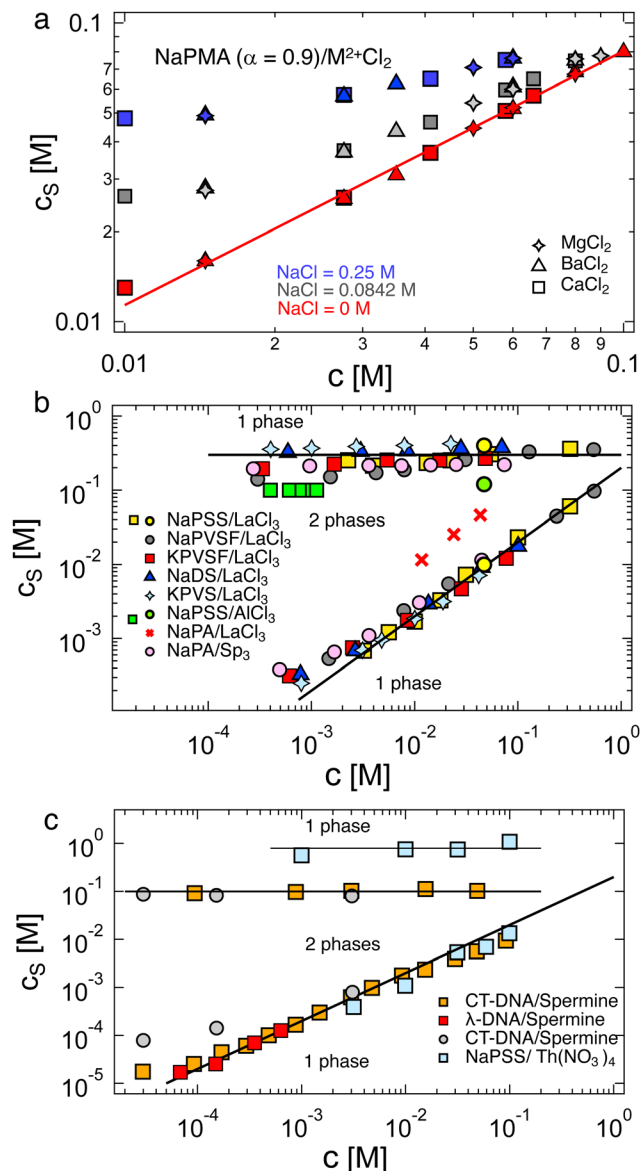 a
0.1
7
6
5
4
3
2
0.01
c_S [M]
NaPMA (α = 0.9)/M²⁺Cl₂
NaCl = 0.25 M
NaCl = 0.0842 M
NaCl = 0 M
MgCl₂
BaCl₂
CaCl₂
0.01 2 3 4 5 6 7 8 9 0.1
c [M]
b
10⁰
10⁻¹
10⁻²
10⁻³
c_S [M]
1 phase
2 phases
NaPSS/LaCl₃
NaPVSF/LaCl₃
KPVSF/LaCl₃
NaDS/LaCl₃
KPVS/LaCl₃
NaPSS/AlCl₃
NaPA/LaCl₃
NaPA/Sp₃
1 phase
10⁻⁴ 10⁻³ 10⁻² 10⁻¹ 10⁰
c [M]
c
10⁰
10⁻¹
10⁻²
10⁻³
10⁻⁴
10⁻⁵
c_S [M]
1 phase
2 phases
CT-DNA/Spermine
λ-DNA/Spermine
CT-DNA/Spermine
NaPSS/ Th(NO₃)₄
1 phase
10⁻⁴ 10⁻³ 10⁻² 10⁻¹ 10⁰
c [M]